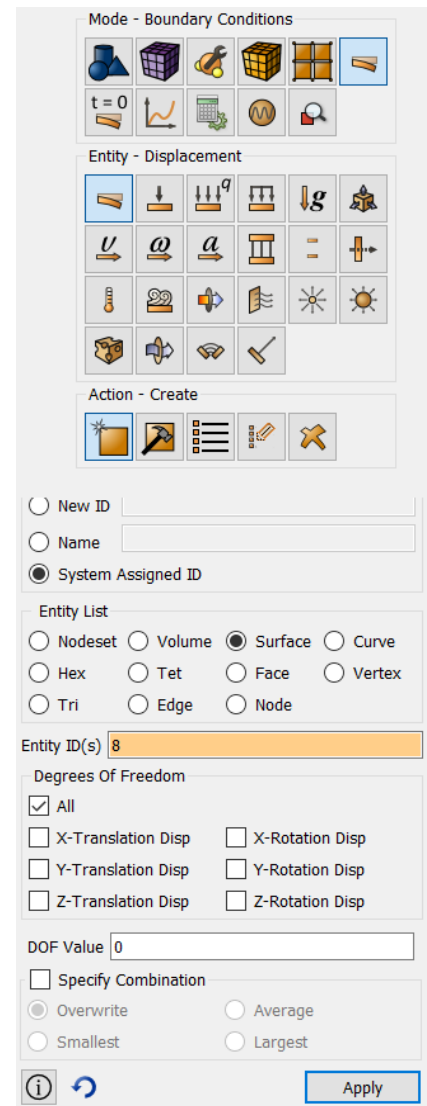 Mode - Boundary Conditions
t = 0
Entity - Displacement
q
g
υ ω a
Action - Create
New ID
Name
System Assigned ID
Entity List
Nodeset Volume Surface Curve
Hex Tet Face Vertex
Tri Edge Node
Entity ID(s) 8
Degrees Of Freedom
All
X-Translation Disp X-Rotation Disp
Y-Translation Disp Y-Rotation Disp
Z-Translation Disp Z-Rotation Disp
DOF Value 0
Specify Combination
Overwrite Average
Smallest Largest
i Apply